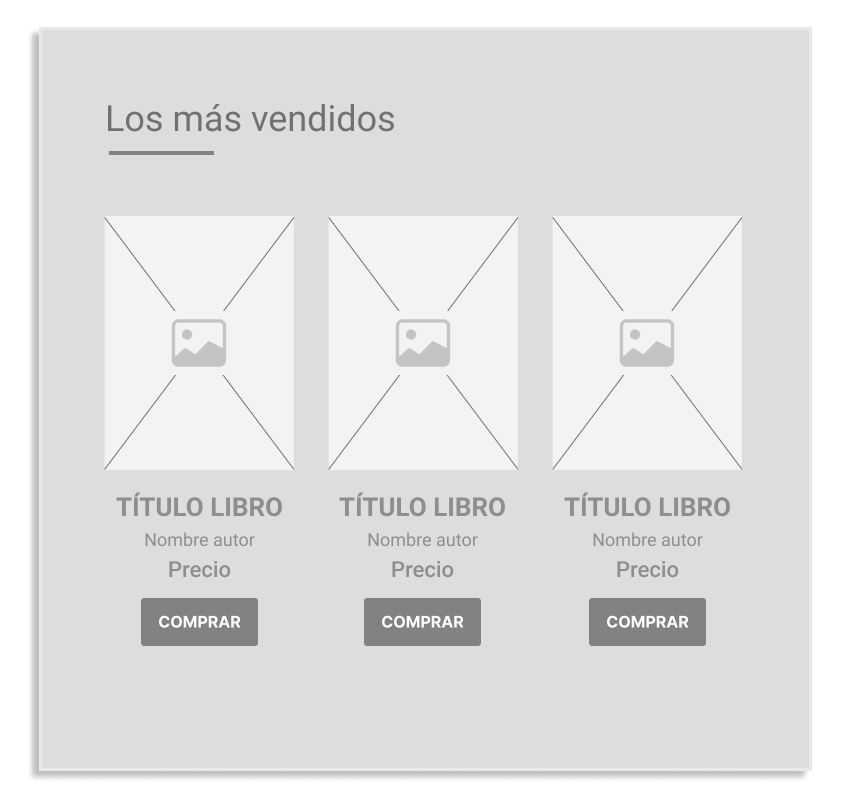 Los más vendidos
TÍTULO LIBRO
Nombre autor
Precio
COMPRAR
TÍTULO LIBRO
Nombre autor
Precio
COMPRAR
TÍTULO LIBRO
Nombre autor
Precio
COMPRAR